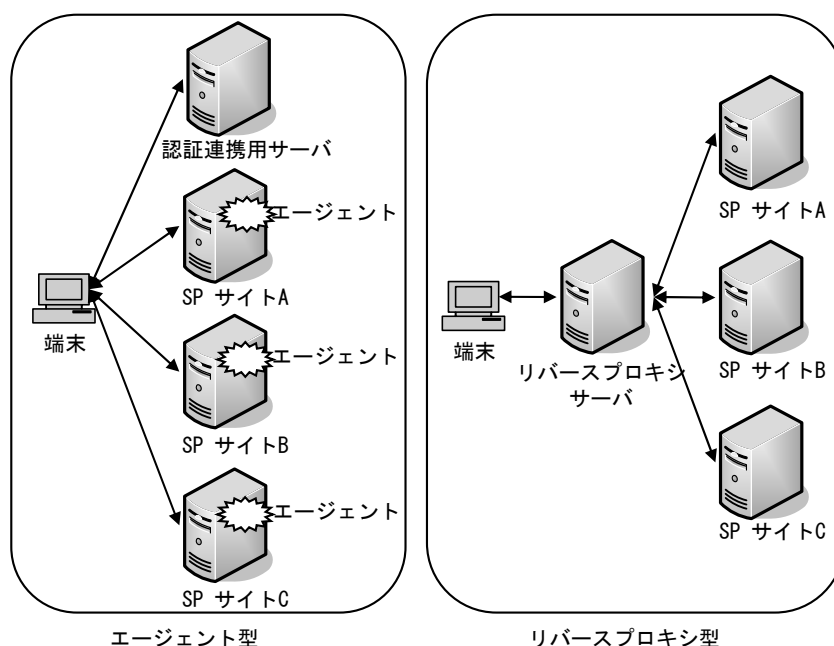 認証連携用サーバ
エージェント
SP サイトA
端末
エージェント
SP サイトB
エージェント
SP サイトC
エージェント型
SP サイトA
端末
リバースプロキシ
サーバ
SP サイトB
SP サイトC
リバースプロキシ型